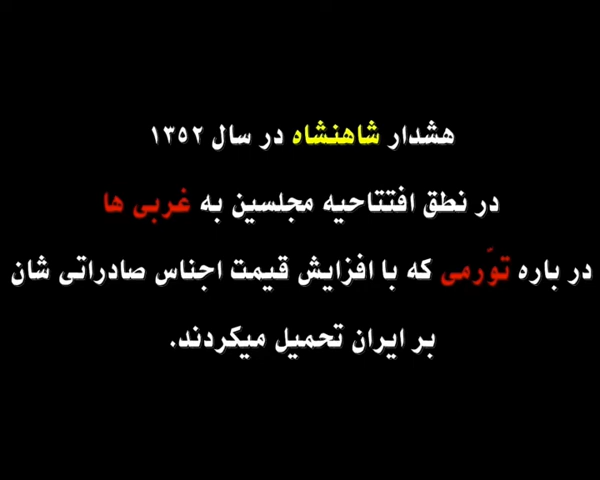 هشدار شاهنشاه در سال ۱۳۵۲
در نطق افتتاحیه مجلسین به غربی ها
در باره تورَمی که با افزایش قیمت اجناس صادراتی شان
بر ایران تحمیل میکردند.